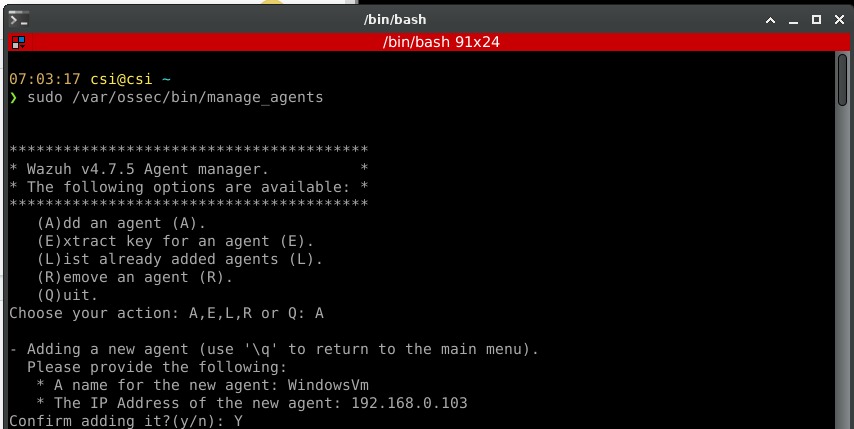 /bin/bash
/bin/bash 91x24
07:03:17 csi@csi ~
❯ sudo /var/ossec/bin/manage_agents
****************************************
* Wazuh v4.7.5 Agent manager.          *
* The following options are available: *
****************************************
   (A)dd an agent (A).
   (E)xtract key for an agent (E).
   (L)ist already added agents (L).
   (R)emove an agent (R).
   (Q)uit.
Choose your action: A,E,L,R or Q: A
- Adding a new agent (use '\q' to return to the main menu).
  Please provide the following:
   * A name for the new agent: WindowsVm
   * The IP Address of the new agent: 192.168.0.103
Confirm adding it?(y/n): Y